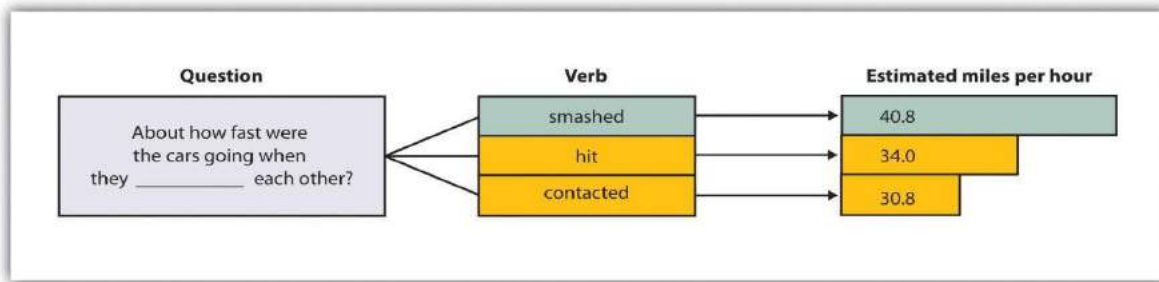 Question
Verb
Estimated miles per hour
About how fast were
the cars going when
they __________ each other?
smashed
hit
contacted
40.8
34.0
30.8